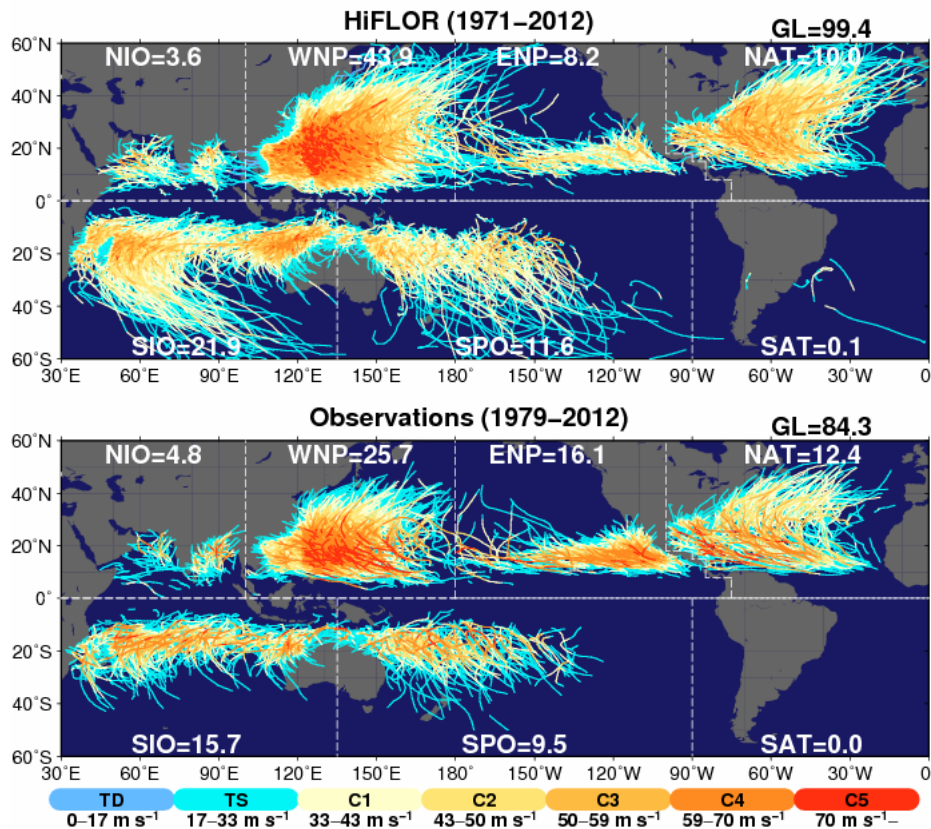 HiFLOR (1971−2012)
GL=99.4
60°N
NIO=3.6 WNP=43.9 ENP=8.2 NAT=10.0
40°N
20°N
0°
20°S
40°S
SIO=21.9 SPO=11.6 SAT=0.1
60°S
30°E 60°E 90°E 120°E 150°E 180° 150°W 120°W 90°W 60°W 30°W 0°
Observations (1979−2012)
GL=84.3
60°N
NIO=4.8 WNP=25.7 ENP=16.1 NAT=12.4
40°N
20°N
0°
20°S
40°S
SIO=15.7 SPO=9.5 SAT=0.0
60°S
30°E 60°E 90°E 120°E 150°E 180° 150°W 120°W 90°W 60°W 30°W 0°
TD TS C1 C2 C3 C4 C5
0−17 m s⁻¹ 17−33 m s⁻¹ 33−43 m s⁻¹ 43−50 m s⁻¹ 50−59 m s⁻¹ 59−70 m s⁻¹ 70 m s⁻¹−